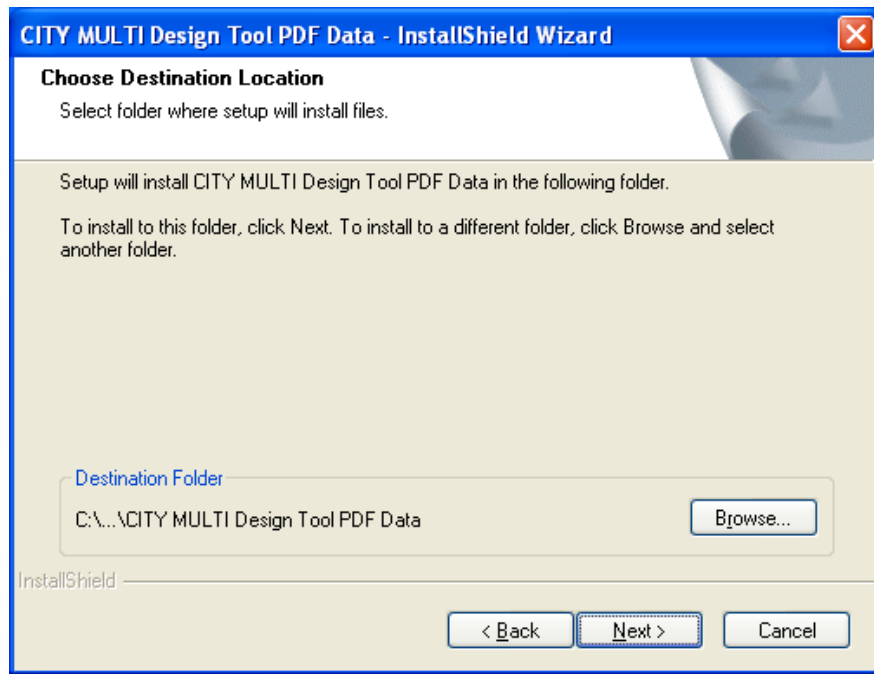 CITY MULTI Design Tool PDF Data - InstallShield Wizard
Choose Destination Location
Select folder where setup will install files.
Setup will install CITY MULTI Design Tool PDF Data in the following folder.
To install to this folder, click Next. To install to a different folder, click Browse and select
another folder.
Destination Folder
C:\...\CITY MULTI Design Tool PDF Data
Browse...
InstallShield
< Back
Next >
Cancel